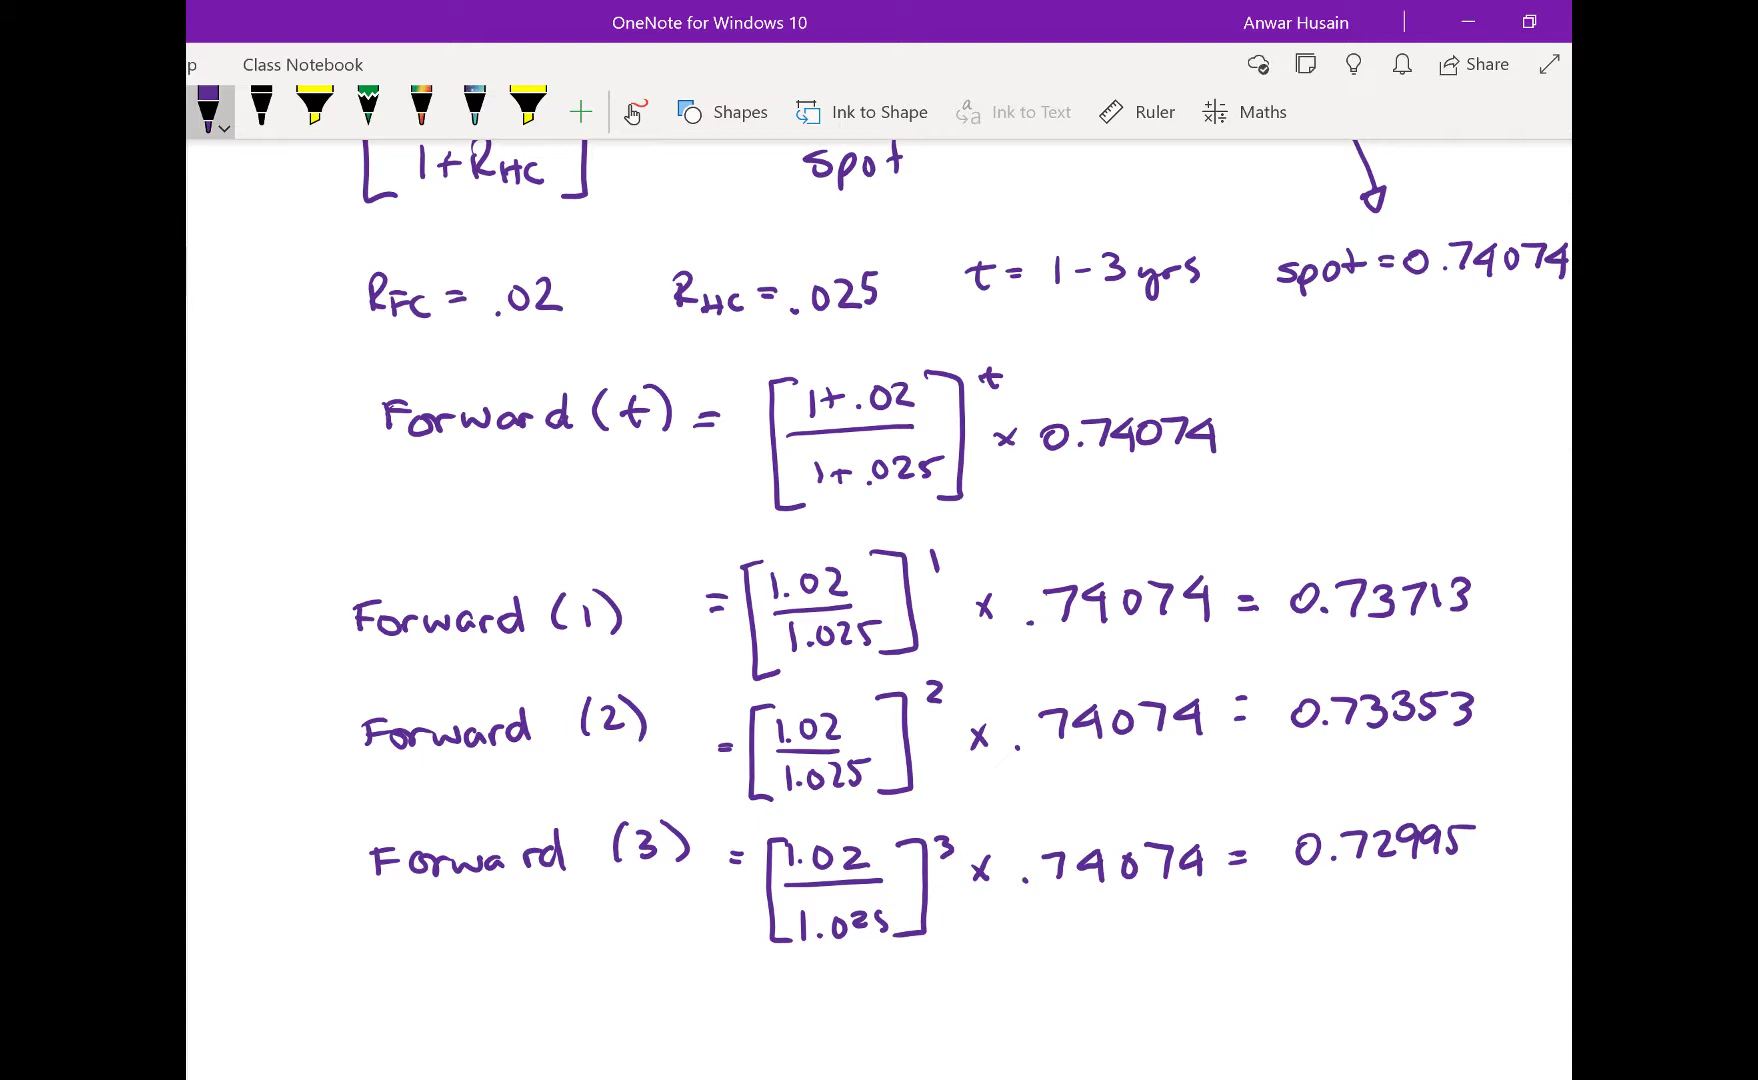 OneNote for Windows 10 Anwar Husain
p Class Notebook Share
Shapes Ink to Shape Ink to Text Ruler Maths
[1+R_HC] spot
R_FC = .02 R_HC = .025 t = 1-3 yrs spot = 0.74074
Forward (t) = [1+.02 / 1+.025]^t × 0.74074
Forward (1) = [1.02 / 1.025]^1 × .74074 = 0.73713
Forward (2) = [1.02 / 1.025]^2 × .74074 = 0.73353
Forward (3) = [1.02 / 1.025]^3 × .74074 = 0.72995